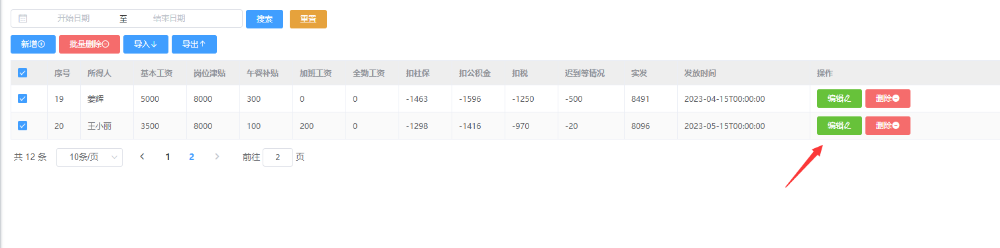 开始日期 至 结束日期 搜索 重置
新增 批量删除 导入 导出
序号 所得人 基本工资 岗位津贴 午餐补贴 加班工资 全勤工资 扣社保 扣公积金 扣税 迟到等情况 实发 发放时间 操作
19 姜辉 5000 8000 300 0 0 -1463 -1596 -1250 -500 8491 2023-04-15T00:00:00 编辑 删除
20 王小丽 3500 8000 100 200 0 -1298 -1416 -970 -20 8096 2023-05-15T00:00:00 编辑 删除
共 12 条 10条/页 1 2 前往 2 页